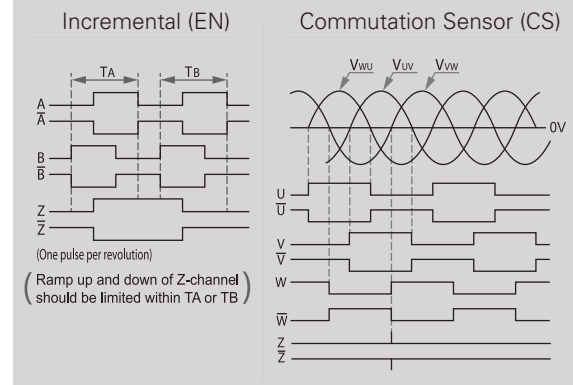 Incremental (EN)
TA TB
A
A̅
B
B̅
Z
Z̅
(One pulse per revolution)
(Ramp up and down of Z-channel
should be limited within TA or TB)
Commutation Sensor (CS)
VWU VUV VVW
0V
U
U̅
V
V̅
W
W̅
Z
Z̅